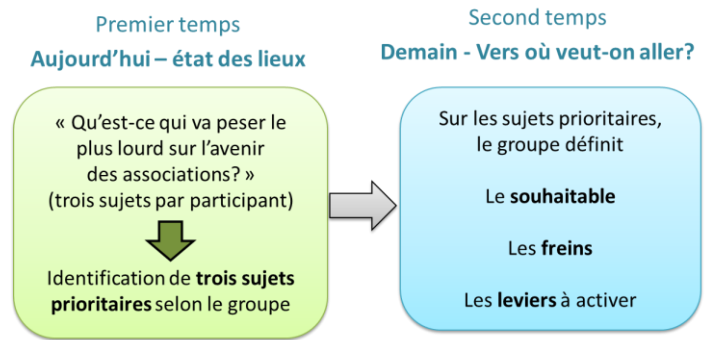 Premier temps
Aujourd'hui – état des lieux
« Qu'est-ce qui va peser le
plus lourd sur l'avenir
des associations? »
(trois sujets par participant)
Identification de trois sujets
prioritaires selon le groupe
Second temps
Demain - Vers où veut-on aller?
Sur les sujets prioritaires,
le groupe définit
Le souhaitable
Les freins
Les leviers à activer